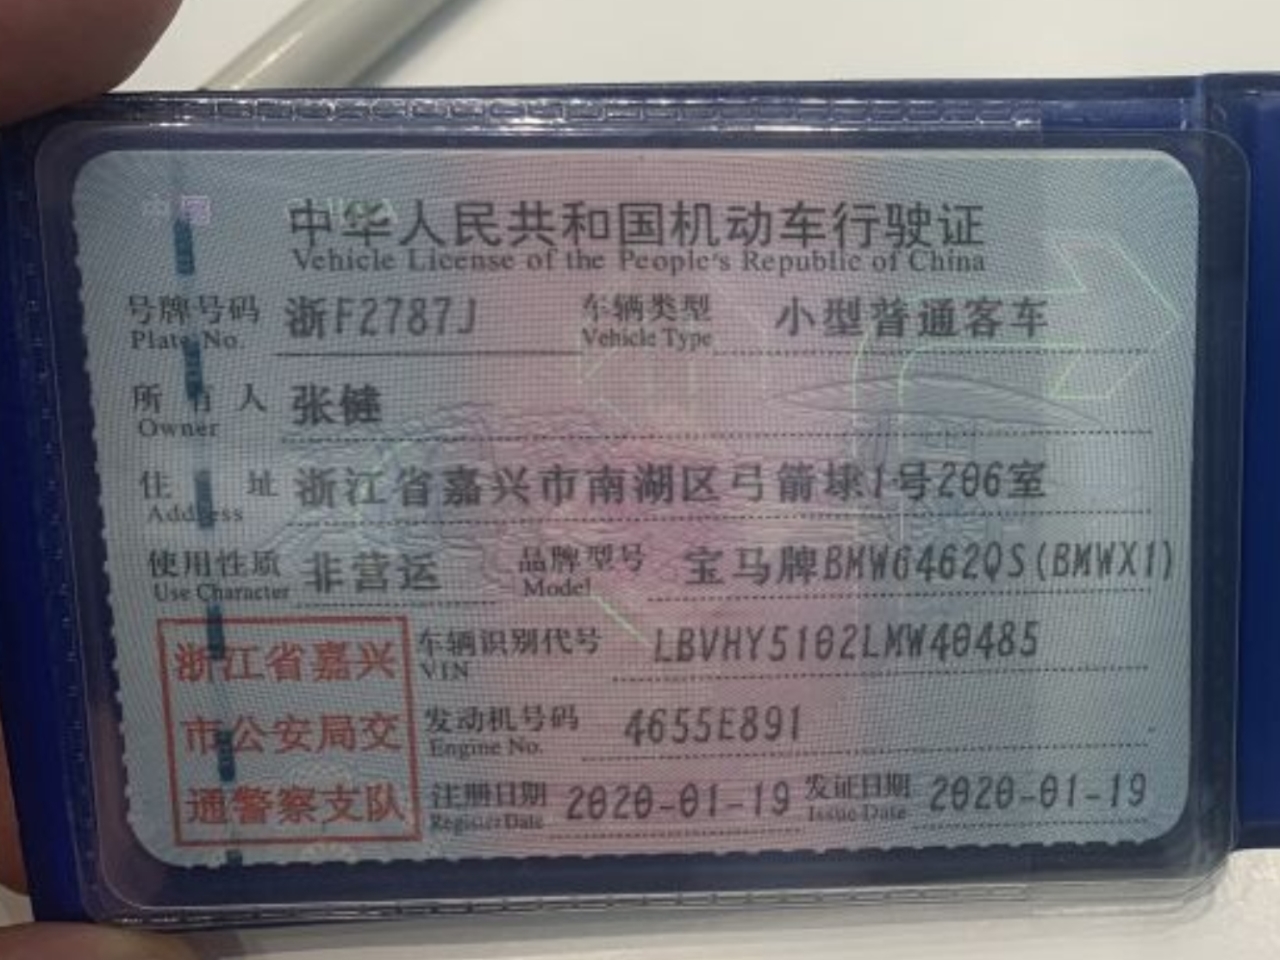 中华人民共和国机动车行驶证
Vehicle License of the People's Republic of China
号牌号码 浙F2787J 车辆类型 小型普通客车
Plate No. Vehicle Type
所有人 张健
Owner
住址 浙江省嘉兴市南湖区弓箭埭1号206室
Address
使用性质 非营运 品牌型号 宝马牌BMW6462QS(BMWX1)
Use Character Model
车辆识别代号 LBVHY5102LMW40485
VIN
发动机号码 4655E891
Engine No.
注册日期 2020-01-19 发证日期 2020-01-19
Register Date Issue Date
浙江省嘉兴
市公安局交
通警察支队